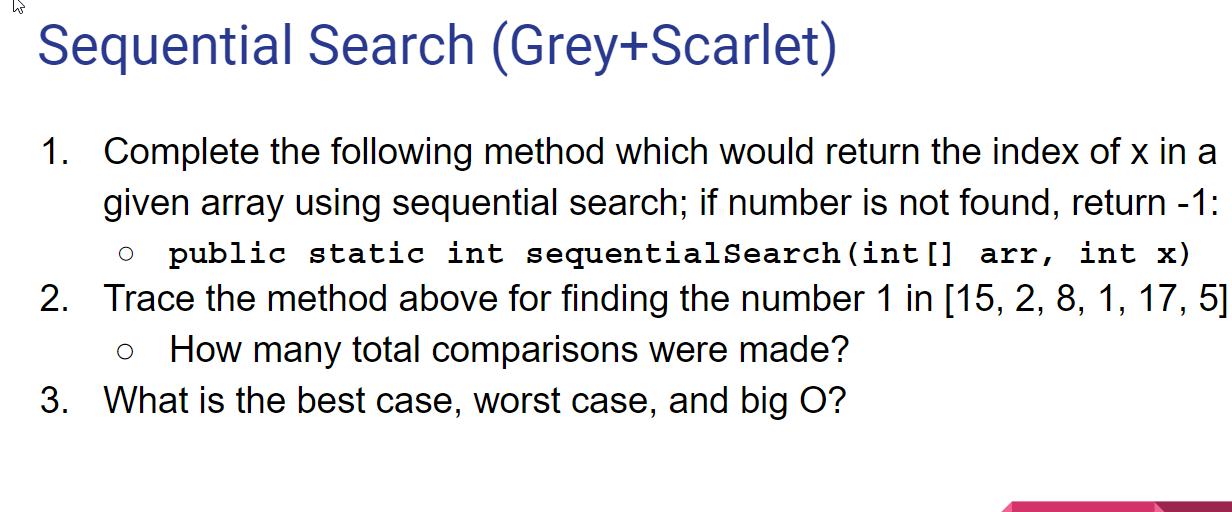 Sequential Search (Grey+Scarlet)
1. Complete the following method which would return the index of x in a
given array using sequential search; if number is not found, return -1:
○ public static int sequentialSearch(int[] arr, int x)
2. Trace the method above for finding the number 1 in [15, 2, 8, 1, 17, 5]
○ How many total comparisons were made?
3. What is the best case, worst case, and big O?